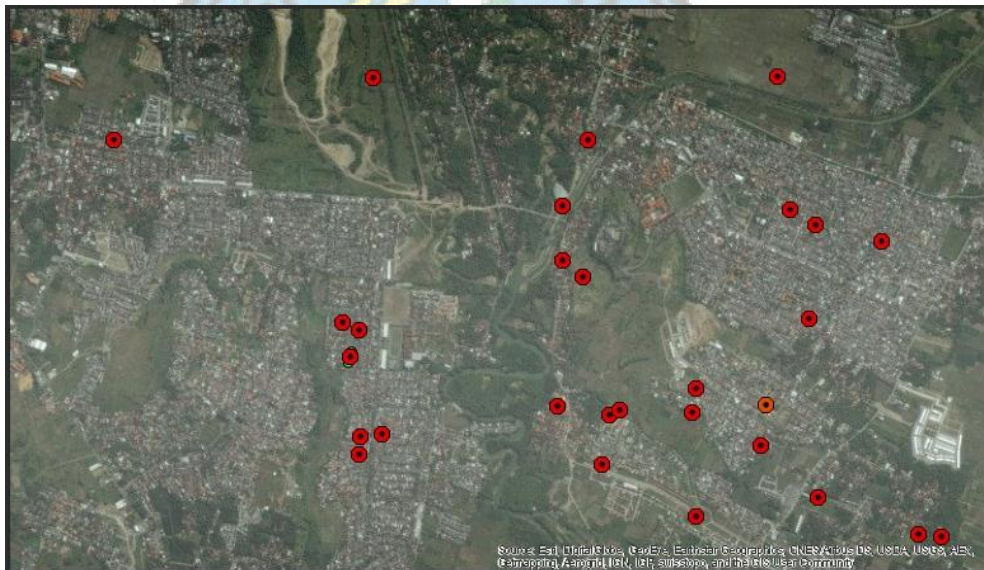 Source: Esri, DigitalGlobe, GeoEye, Earthstar Geographics, CNES/Airbus DS, USDA, USGS, AEX,
Getmapping, Aerogrid, IGN, IGP, swisstopo, and the GIS User Community